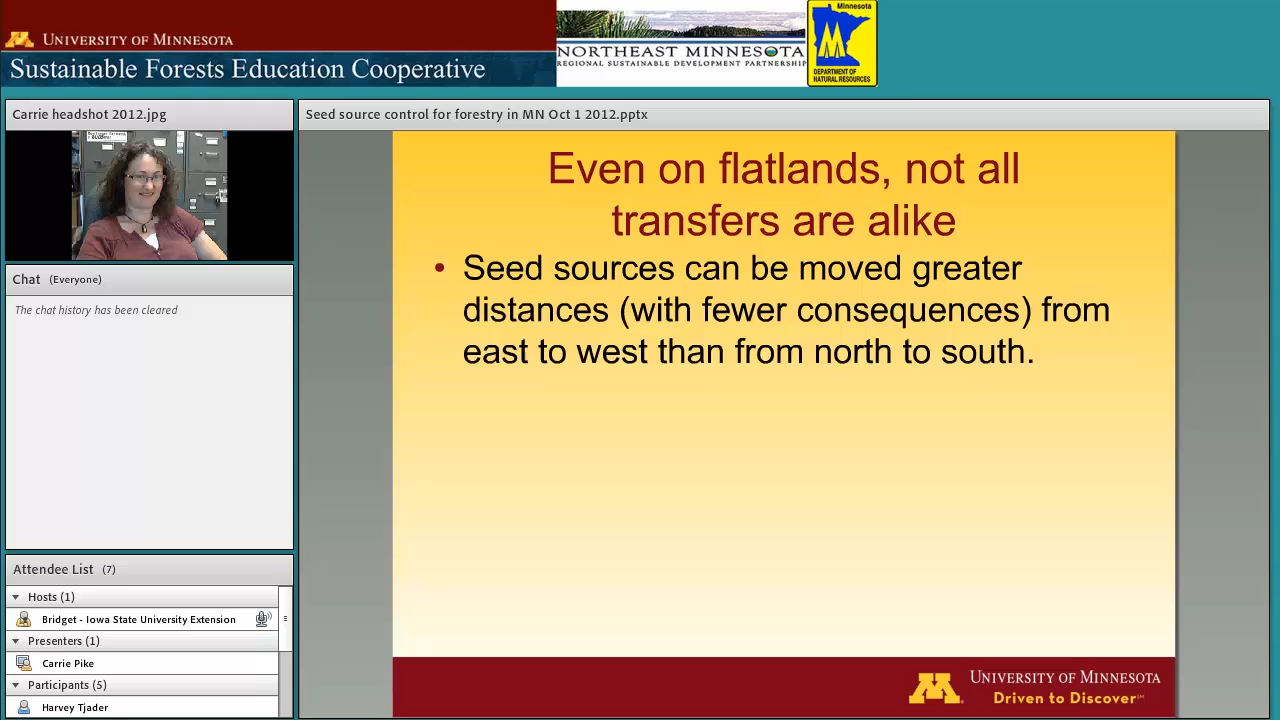 UNIVERSITY OF MINNESOTA
Sustainable Forests Education Cooperative
NORTHEAST MINNESOTA
REGIONAL SUSTAINABLE DEVELOPMENT PARTNERSHIP
Minnesota
DEPARTMENT OF
NATURAL RESOURCES
Carrie headshot 2012.jpg
Seed source control for forestry in MN Oct 1 2012.pptx
Even on flatlands, not all
transfers are alike
• Seed sources can be moved greater
distances (with fewer consequences) from
east to west than from north to south.
Chat (Everyone)
The chat history has been cleared
Attendee List (7)
Hosts (1)
Bridget - Iowa State University Extension
Presenters (1)
Carrie Pike
Participants (5)
Harvey Tjader
UNIVERSITY OF MINNESOTA
Driven to Discover℠